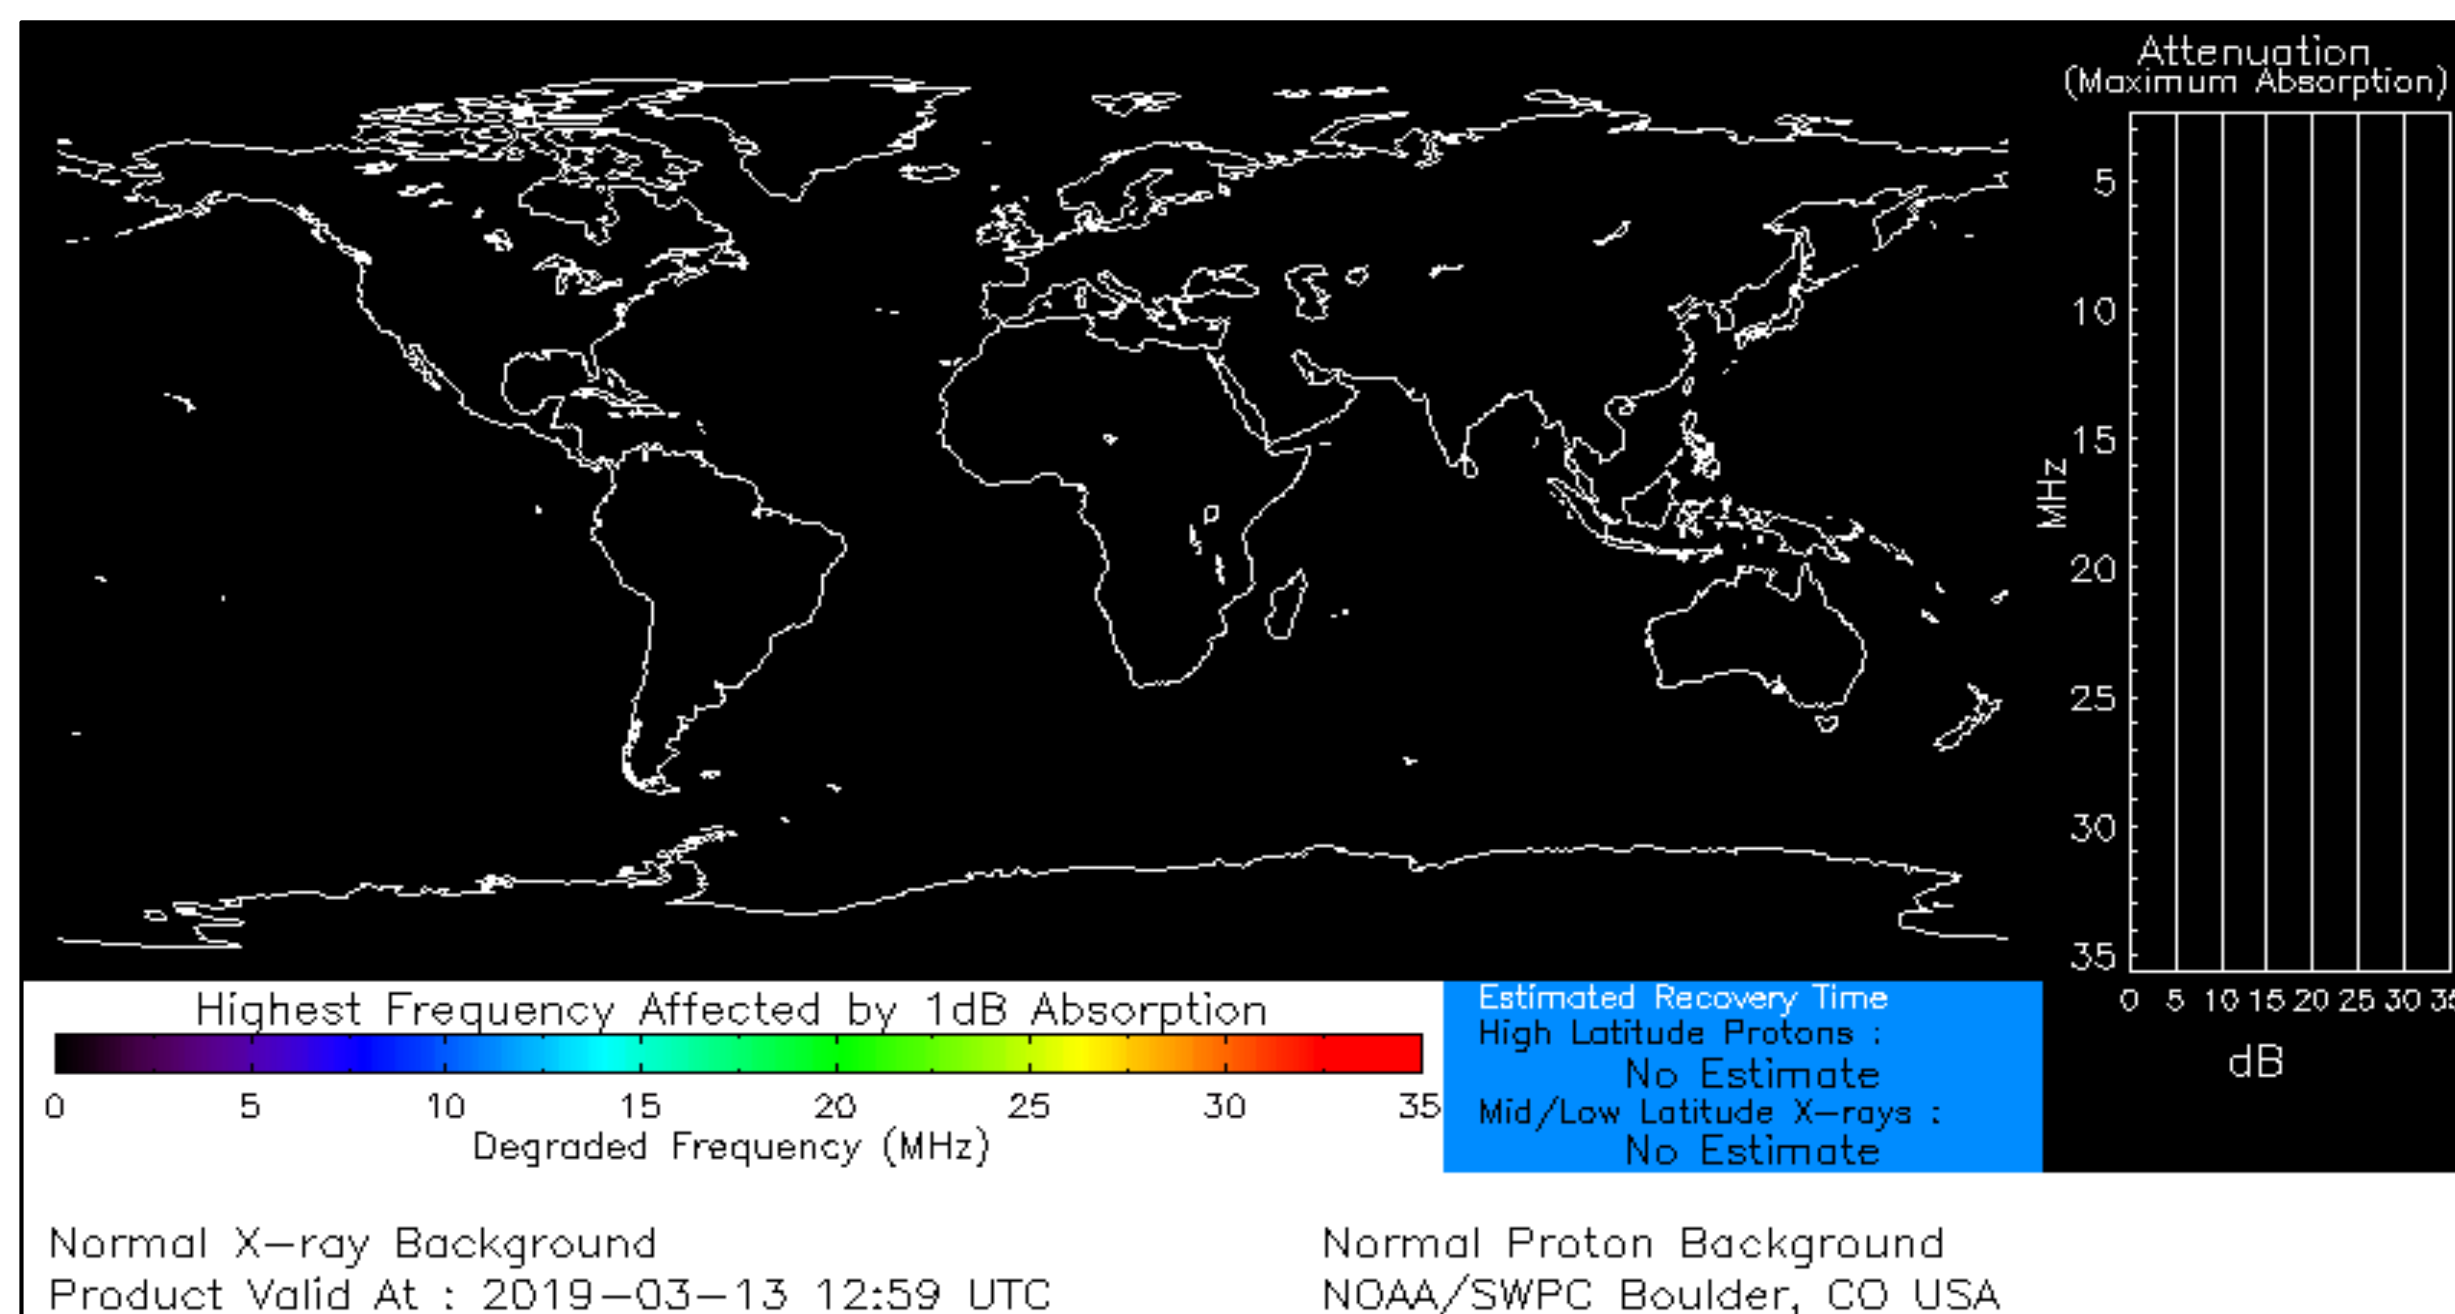 Attenuation
(Maximum Absorption)
5
10
15
20
25
30
35
MHz
0 5 10 15 20 25 30
dB
Highest Frequency Affected by 1dB Absorption
0 5 10 15 20 25 30 35
Degraded Frequency (MHz)
Estimated Recovery Time
High Latitude Protons :
No Estimate
Mid/Low Latitude X-rays :
No Estimate
Normal X-ray Background
Product Valid At : 2019-03-13 12:59 UTC
Normal Proton Background
NOAA/SWPC Boulder, CO USA